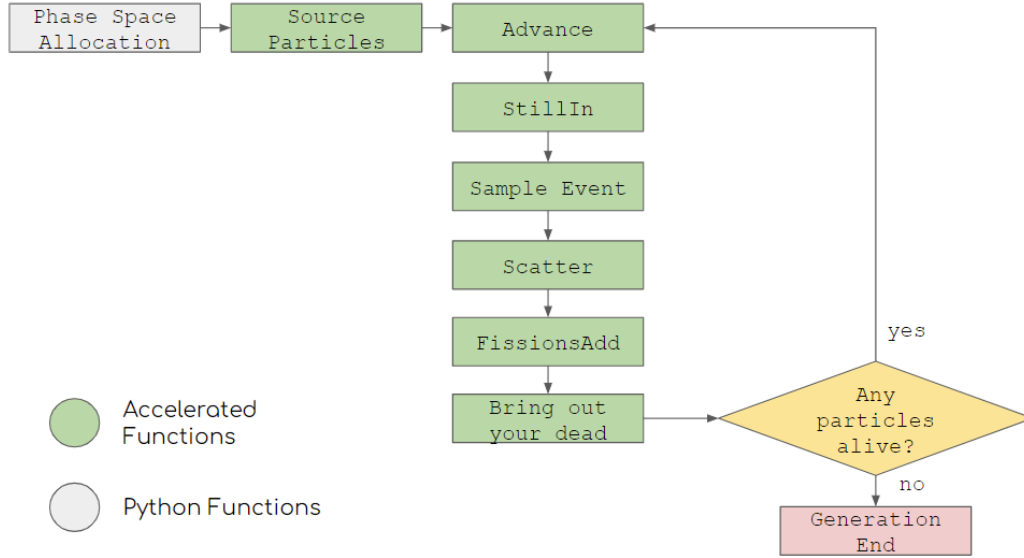 Phase Space
Allocation
Source
Particles
Advance
StillIn
Sample Event
Scatter
FissionsAdd
Bring out
your dead
Any
particles
alive?
yes
no
Generation
End
Accelerated
Functions
Python Functions